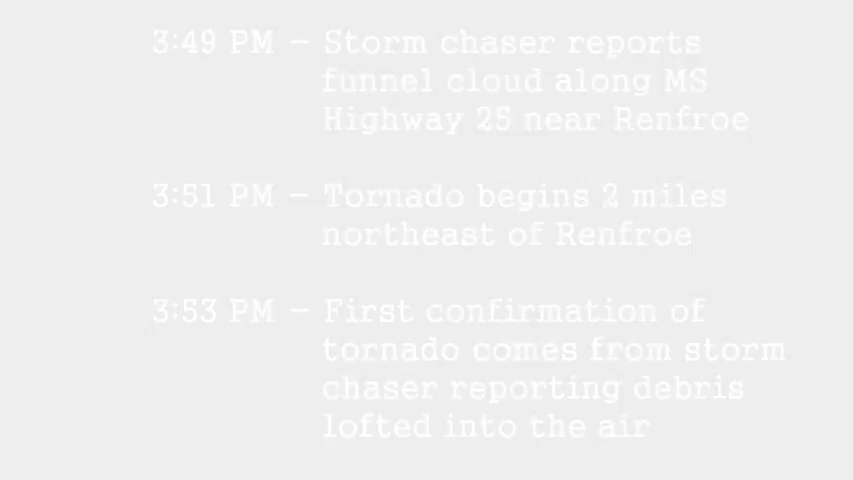 3:49 PM – Storm chaser reports
funnel cloud along MS
Highway 25 near Renfroe
3:51 PM – Tornado begins 2 miles
northeast of Renfroe
3:53 PM – First confirmation of
tornado comes from storm
chaser reporting debris
lofted into the air